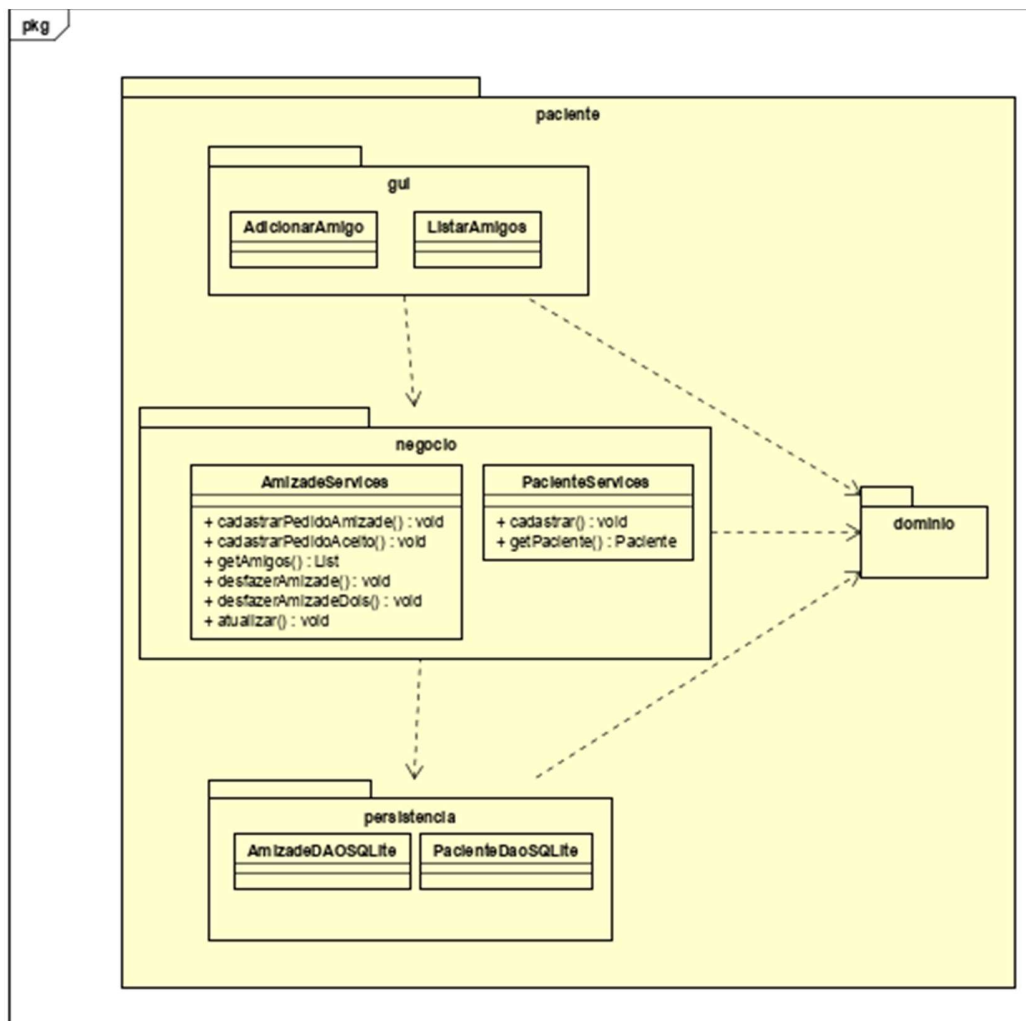 pkg
paciente
gui
AdicionarAmigo
ListarAmigos
negocio
AmizadeServices
+ cadastrarPedidoAmizade() : void
+ cadastrarPedidoAceito() : void
+ getAmigos() : List
+ desfazerAmizade() : void
+ desfazerAmizadeDois() : void
+ atualizar() : void
PacienteServices
+ cadastrar() : void
+ getPaciente() : Paciente
dominio
persistencia
AmizadeDAOSQLite
PacienteDaoSQLite